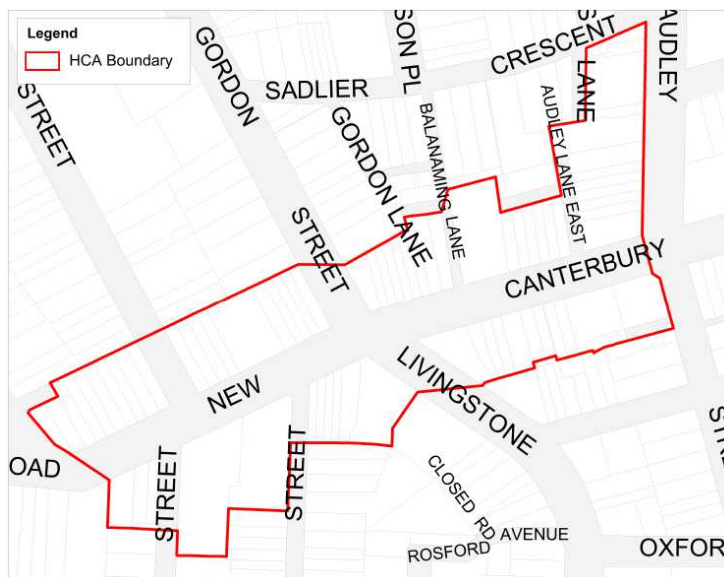 Legend
HCA Boundary
STREET
GORDON
STREET
SADLIER
CRESCENT
SON PL
GORDON LANE
BALANAMING LANE
AUDLEY LANE EAST
S
LANE
AUDLEY
NEW
CANTERBURY
OAD
LIVINGSTONE
STREET
STREET
CLOSED RD
ROSFORD
AVENUE
OXFOR
STR